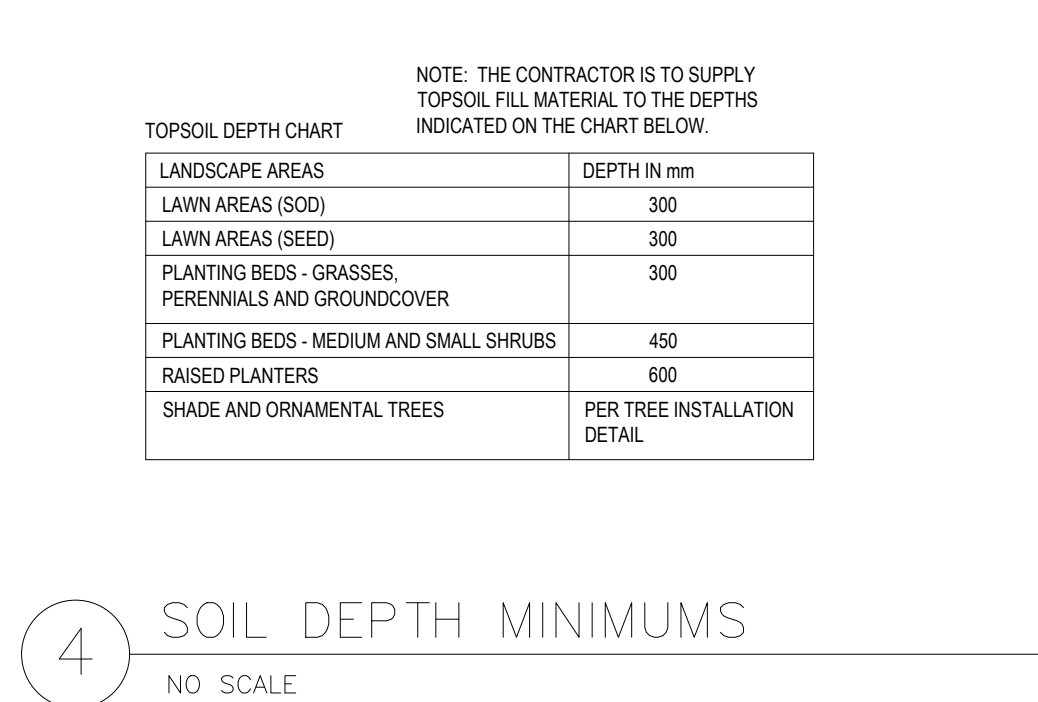 NOTE: THE CONTRACTOR IS TO SUPPLY
TOPSOIL FILL MATERIAL TO THE DEPTHS
INDICATED ON THE CHART BELOW.
TOPSOIL DEPTH CHART
LANDSCAPE AREAS DEPTH IN mm
LAWN AREAS (SOD) 300
LAWN AREAS (SEED) 300
PLANTING BEDS - GRASSES, 300
PERENNIALS AND GROUNDCOVER
PLANTING BEDS - MEDIUM AND SMALL SHRUBS 450
RAISED PLANTERS 600
SHADE AND ORNAMENTAL TREES PER TREE INSTALLATION
DETAIL
4 SOIL DEPTH MINIMUMS
NO SCALE